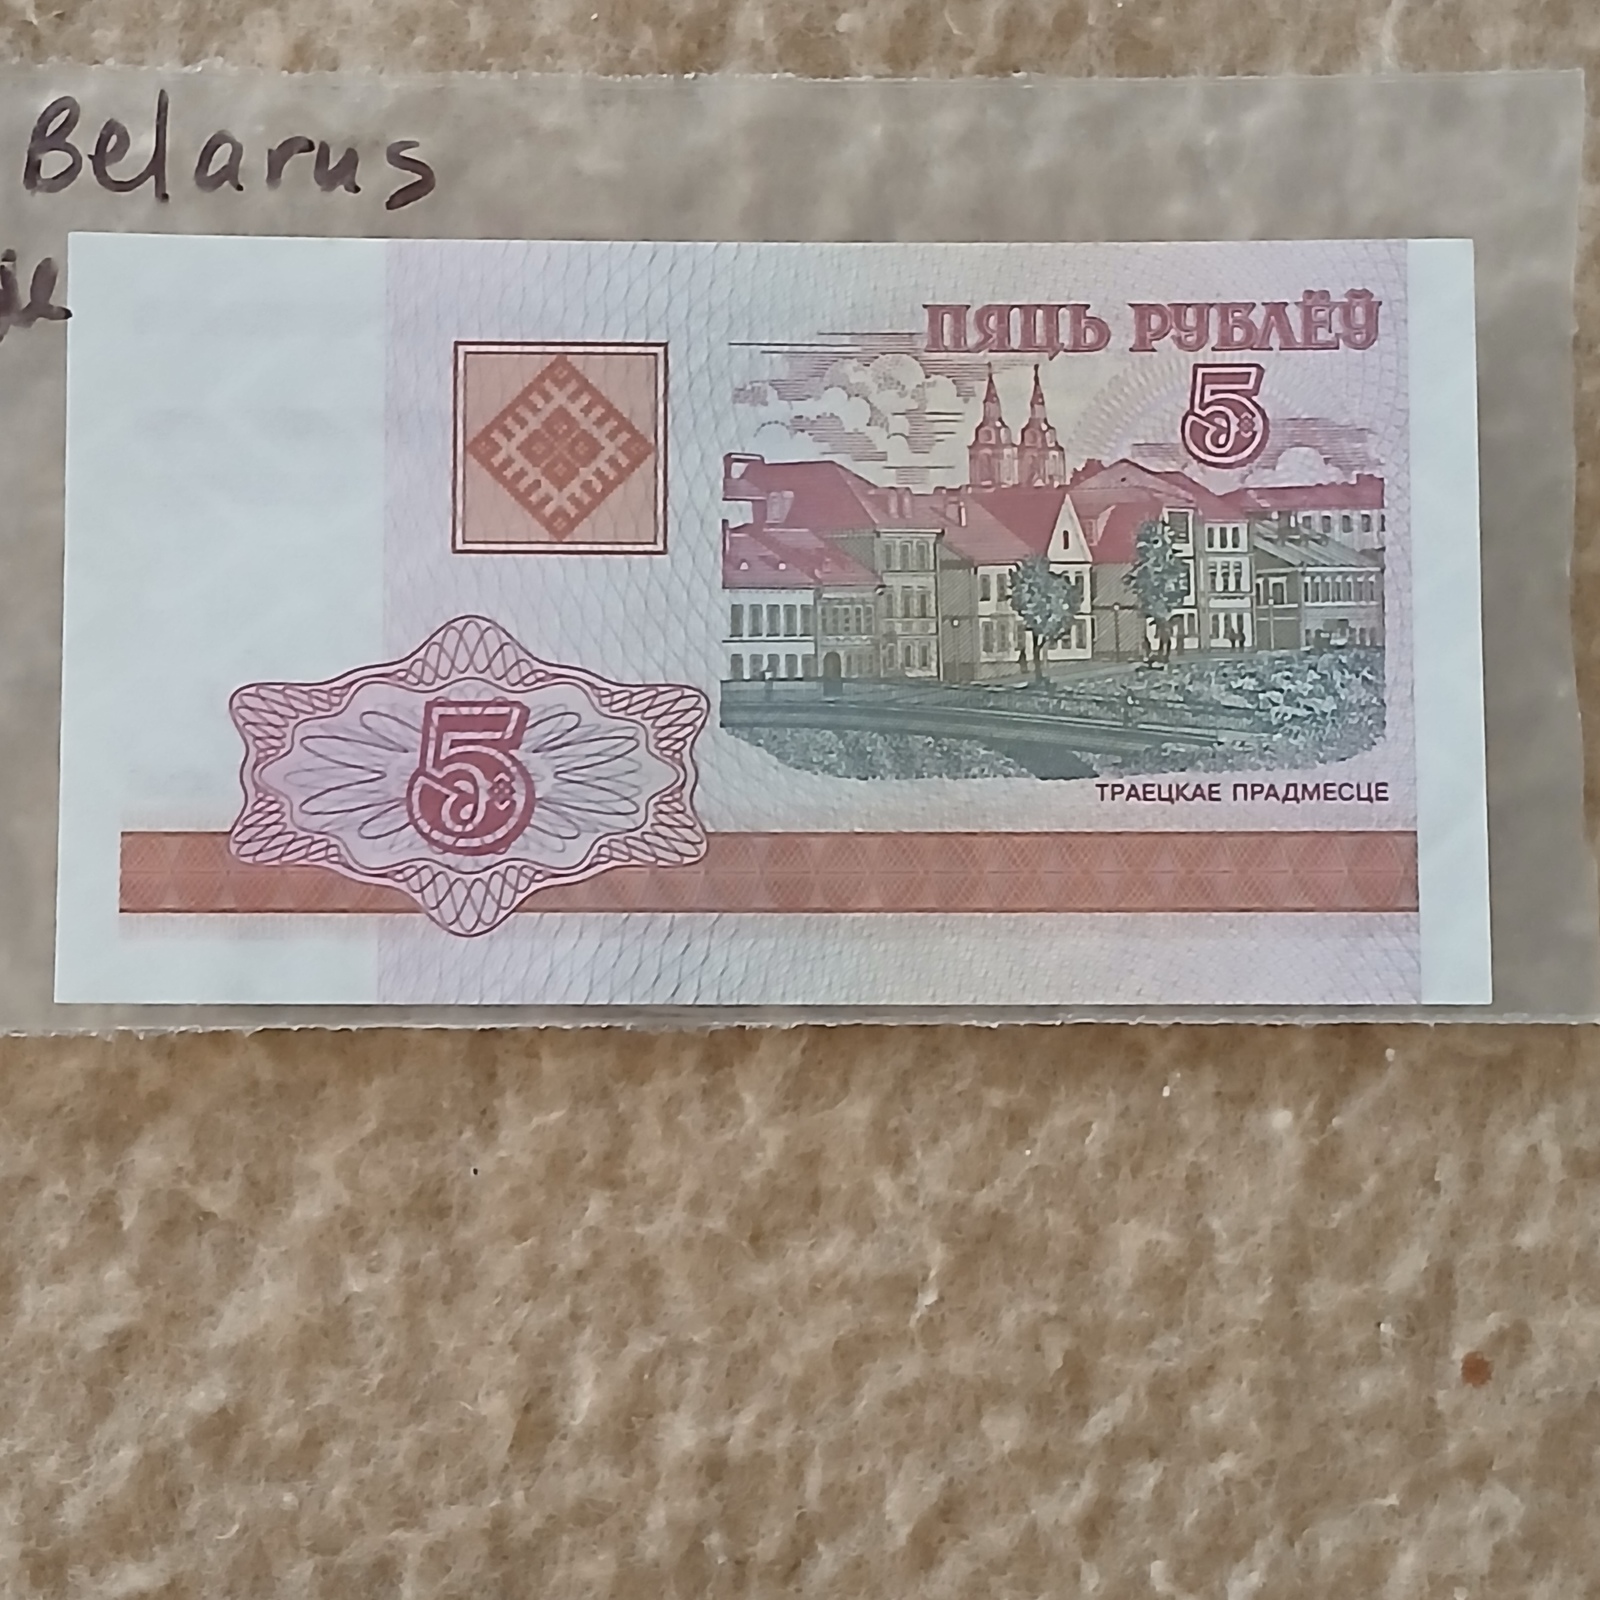 Belarus
ПЯЦЬ РУБЛЁЎ
5
5
ТРАЕЦКАЕ ПРАДМЕСЦЕ